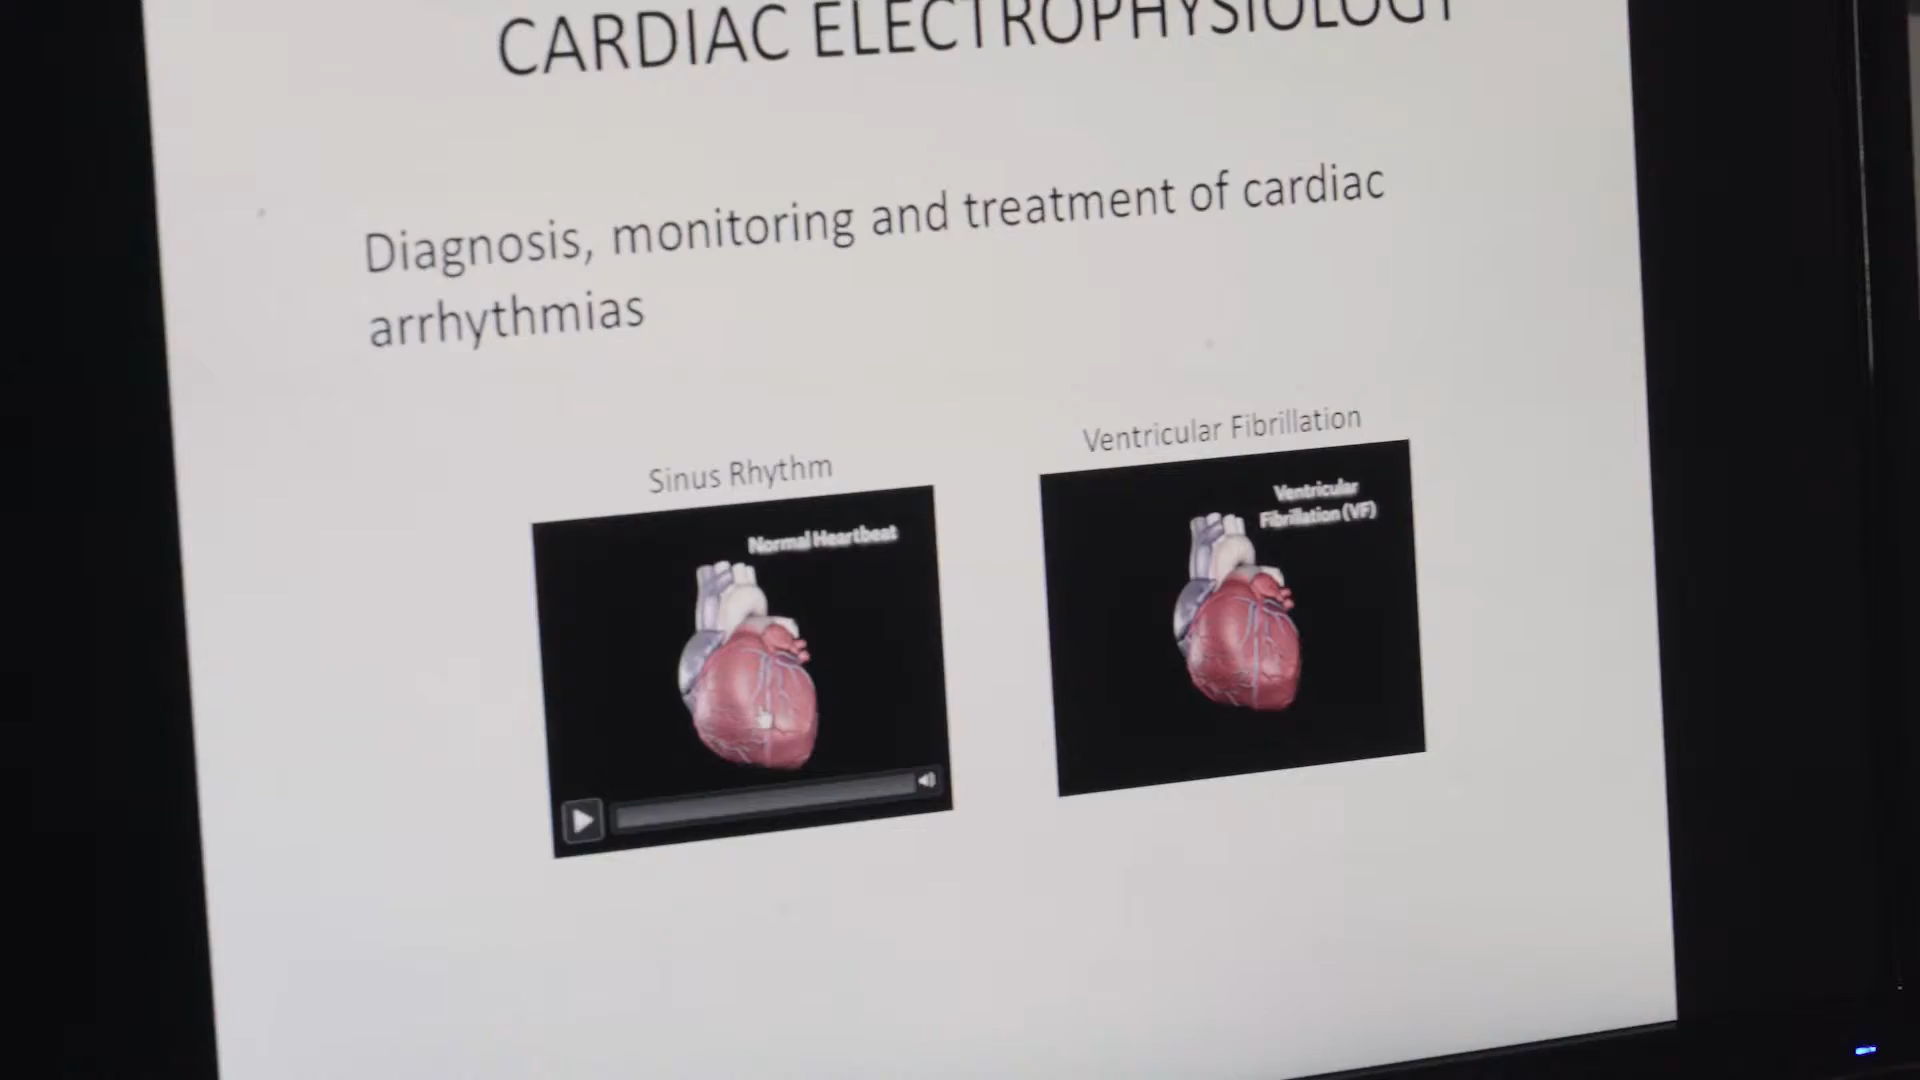 CARDIAC ELECTROPHYSIOLOGY
Diagnosis, monitoring and treatment of cardiac
arrhythmias
Sinus Rhythm
Ventricular Fibrillation
Normal Heartbeat
Ventricular
Fibrillation (VF)